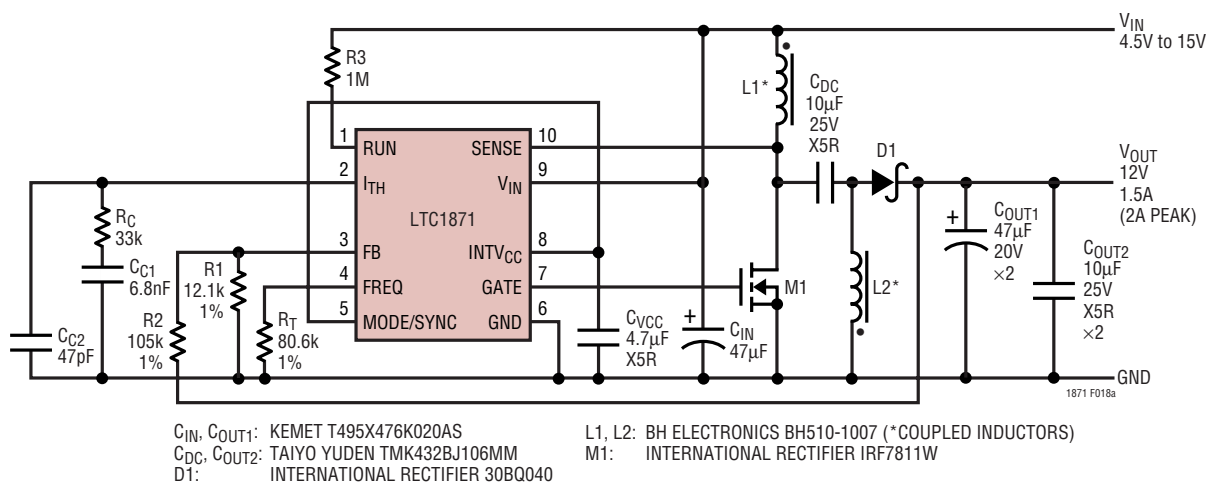 VIN
4.5V to 15V
R3
1M
L1*
CDC
10µF
25V
X5R
D1
VOUT
12V
1.5A
(2A PEAK)
1
RUN
SENSE
10
2
ITH
VIN
9
LTC1871
3
FB
INTVCC
8
4
FREQ
GATE
7
5
MODE/SYNC
GND
6
RC
33k
CC1
6.8nF
CC2
47pF
R1
12.1k
1%
R2
105k
1%
RT
80.6k
1%
CVCC
4.7µF
X5R
+
CIN
47µF
M1
L2*
+
COUT1
47µF
20V
×2
COUT2
10µF
25V
X5R
×2
GND
1871 F018a
CIN, COUT1: KEMET T495X476K020AS
CDC, COUT2: TAIYO YUDEN TMK432BJ106MM
D1: INTERNATIONAL RECTIFIER 30BQ040
L1, L2: BH ELECTRONICS BH510-1007 (*COUPLED INDUCTORS)
M1: INTERNATIONAL RECTIFIER IRF7811W